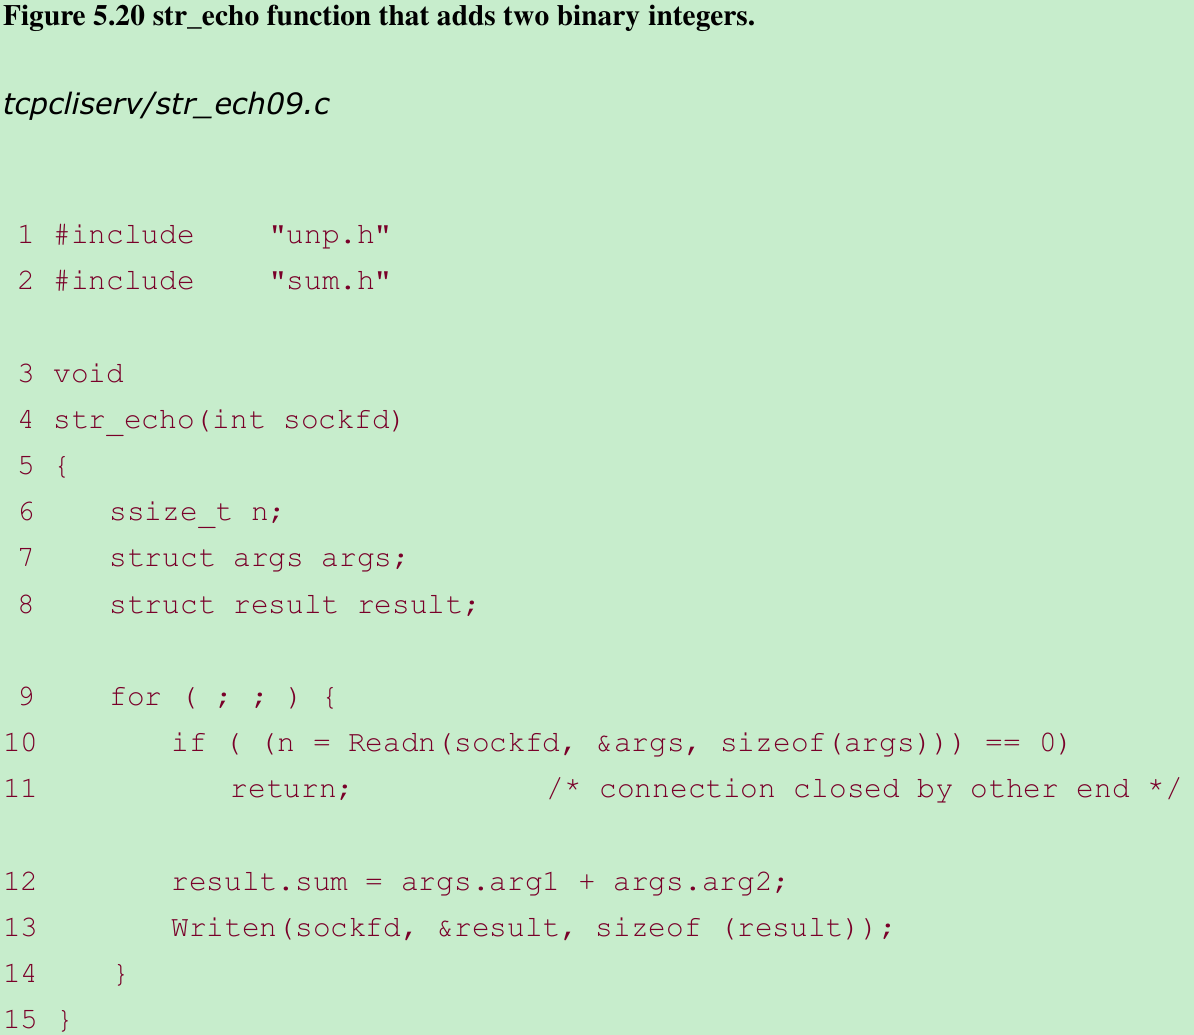 Figure 5.20 str_echo function that adds two binary integers.
tcpcliserv/str_ech09.c
1 #include    "unp.h"
2 #include    "sum.h"
3 void
4 str_echo(int sockfd)
5 {
6     ssize_t n;
7     struct args args;
8     struct result result;
9     for ( ; ; ) {
10        if ( (n = Readn(sockfd, &args, sizeof(args))) == 0)
11            return;            /* connection closed by other end */
12        result.sum = args.arg1 + args.arg2;
13        Writen(sockfd, &result, sizeof (result));
14    }
15 }